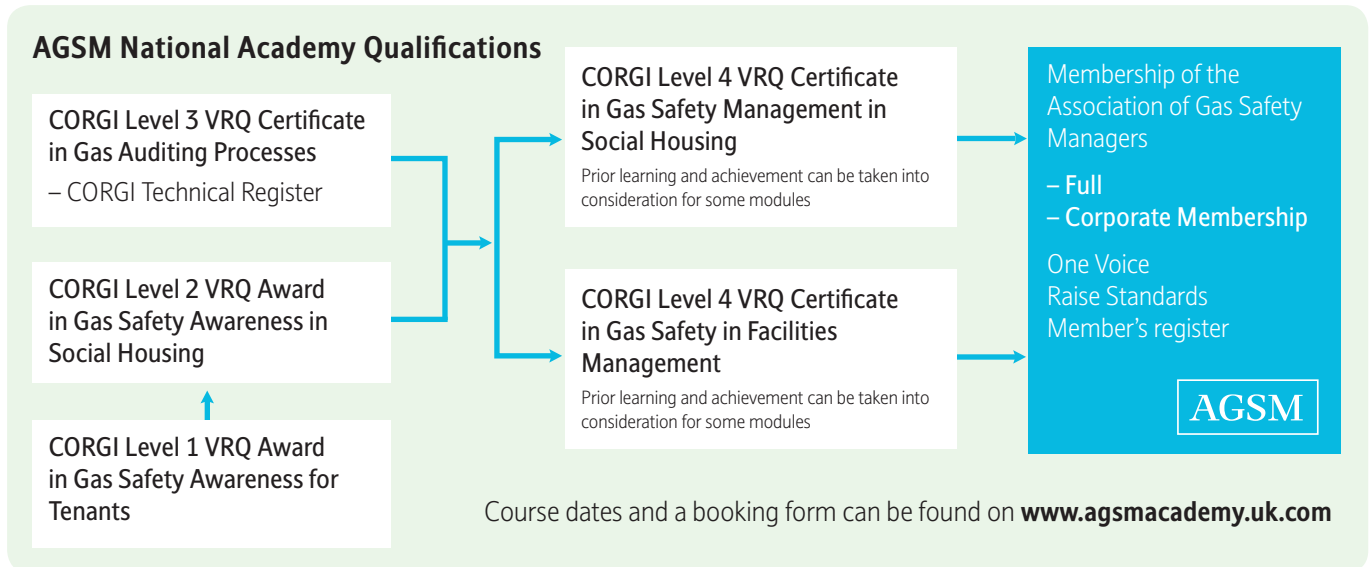 AGSM National Academy Qualifications
CORGI Level 3 VRQ Certificate
in Gas Auditing Processes
– CORGI Technical Register
CORGI Level 2 VRQ Award
in Gas Safety Awareness in
Social Housing
CORGI Level 1 VRQ Award
in Gas Safety Awareness for
Tenants
CORGI Level 4 VRQ Certificate
in Gas Safety Management in
Social Housing
Prior learning and achievement can be taken into
consideration for some modules
CORGI Level 4 VRQ Certificate
in Gas Safety in Facilities
Management
Prior learning and achievement can be taken into
consideration for some modules
Membership of the
Association of Gas Safety
Managers
– Full
– Corporate Membership
One Voice
Raise Standards
Member’s register
AGSM
Course dates and a booking form can be found on www.agsmacademy.uk.com